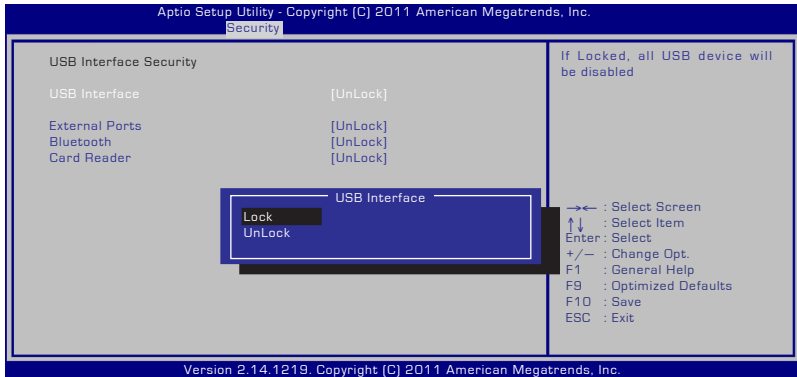 Aptio Setup Utility - Copyright (C) 2011 American Megatrends, Inc.
Security
USB Interface Security
USB Interface [UnLock]
External Ports [UnLock]
Bluetooth [UnLock]
Card Reader [UnLock]
USB Interface
Lock
UnLock
If Locked, all USB device will
be disabled
→← : Select Screen
↑↓ : Select Item
Enter : Select
+/— : Change Opt.
F1 : General Help
F9 : Optimized Defaults
F10 : Save
ESC : Exit
Version 2.14.1219. Copyright (C) 2011 American Megatrends, Inc.